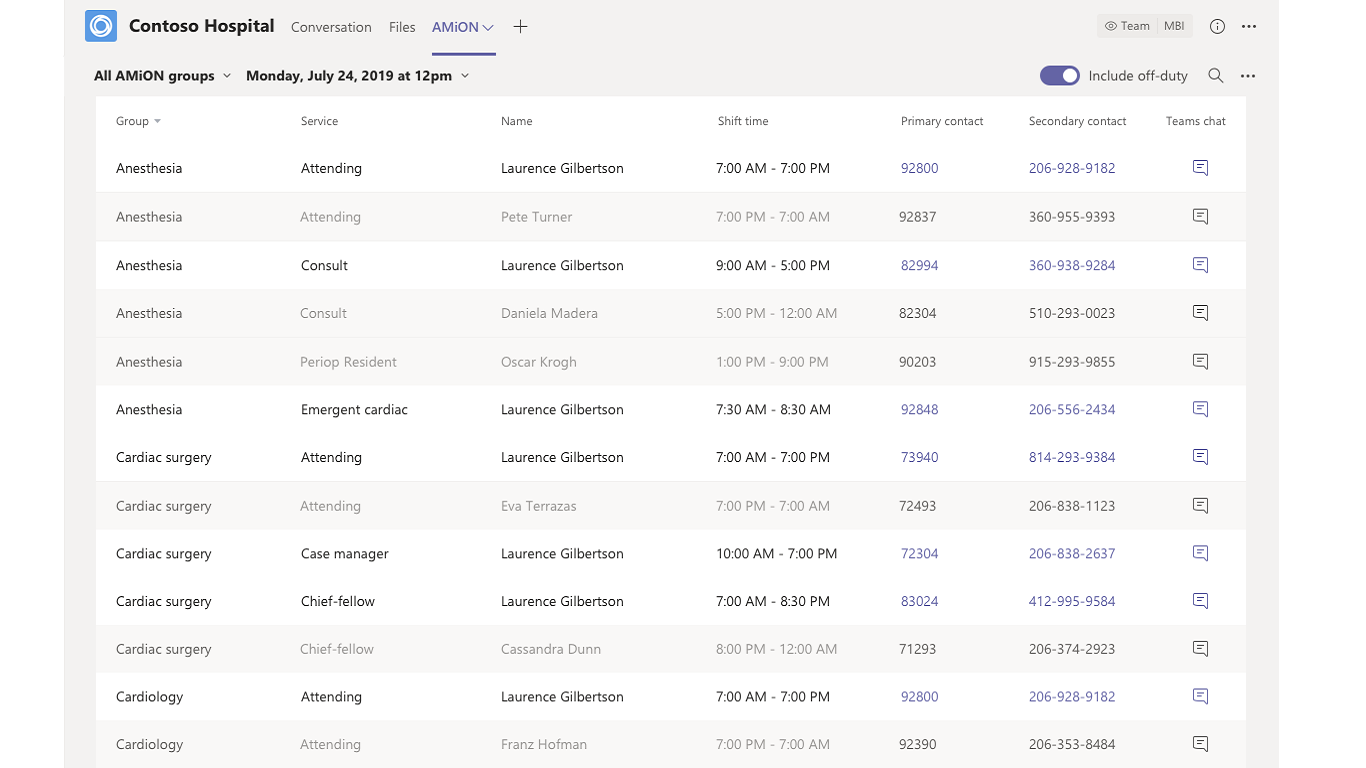 Contoso Hospital Conversation Files AMiON Team MBI
All AMiON groups Monday, July 24, 2019 at 12pm Include off-duty
Group Service Name Shift time Primary contact Secondary contact Teams chat
Anesthesia Attending Laurence Gilbertson 7:00 AM - 7:00 PM 92800 206-928-9182
Anesthesia Attending Pete Turner 7:00 PM - 7:00 AM 92837 360-955-9393
Anesthesia Consult Laurence Gilbertson 9:00 AM - 5:00 PM 82994 360-938-9284
Anesthesia Consult Daniela Madera 5:00 PM - 12:00 AM 82304 510-293-0023
Anesthesia Periop Resident Oscar Krogh 1:00 PM - 9:00 PM 90203 915-293-9855
Anesthesia Emergent cardiac Laurence Gilbertson 7:30 AM - 8:30 AM 92848 206-556-2434
Cardiac surgery Attending Laurence Gilbertson 7:00 AM - 7:00 PM 73940 814-293-9384
Cardiac surgery Attending Eva Terrazas 7:00 PM - 7:00 AM 72493 206-838-1123
Cardiac surgery Case manager Laurence Gilbertson 10:00 AM - 7:00 PM 72304 206-838-2637
Cardiac surgery Chief-fellow Laurence Gilbertson 7:00 AM - 8:30 PM 83024 412-995-9584
Cardiac surgery Chief-fellow Cassandra Dunn 8:00 PM - 12:00 AM 71293 206-374-2923
Cardiology Attending Laurence Gilbertson 7:00 AM - 7:00 PM 92800 206-928-9182
Cardiology Attending Franz Hofman 7:00 PM - 7:00 AM 92390 206-353-8484